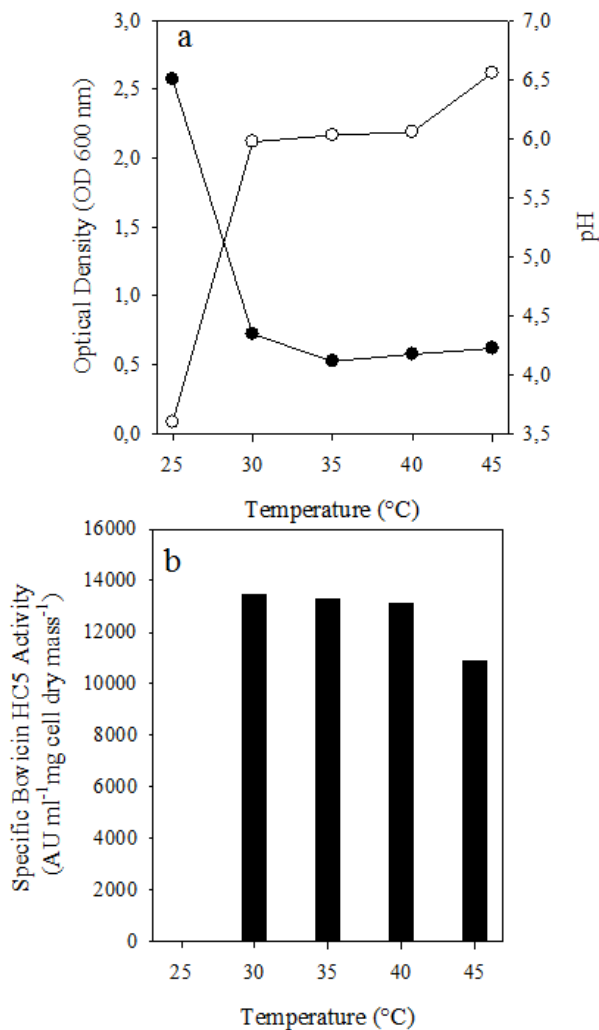 a
3,0
2,5
2,0
1,5
1,0
0,5
0,0
Optical Density (OD 600 nm)
7,0
6,5
6,0
5,5
5,0
4,5
4,0
3,5
pH
25 30 35 40 45
Temperature (°C)
b
16000
14000
12000
10000
8000
6000
4000
2000
0
Specific Bovicin HC5 Activity
(AU ml⁻¹mg cell dry mass⁻¹)
25 30 35 40 45
Temperature (°C)